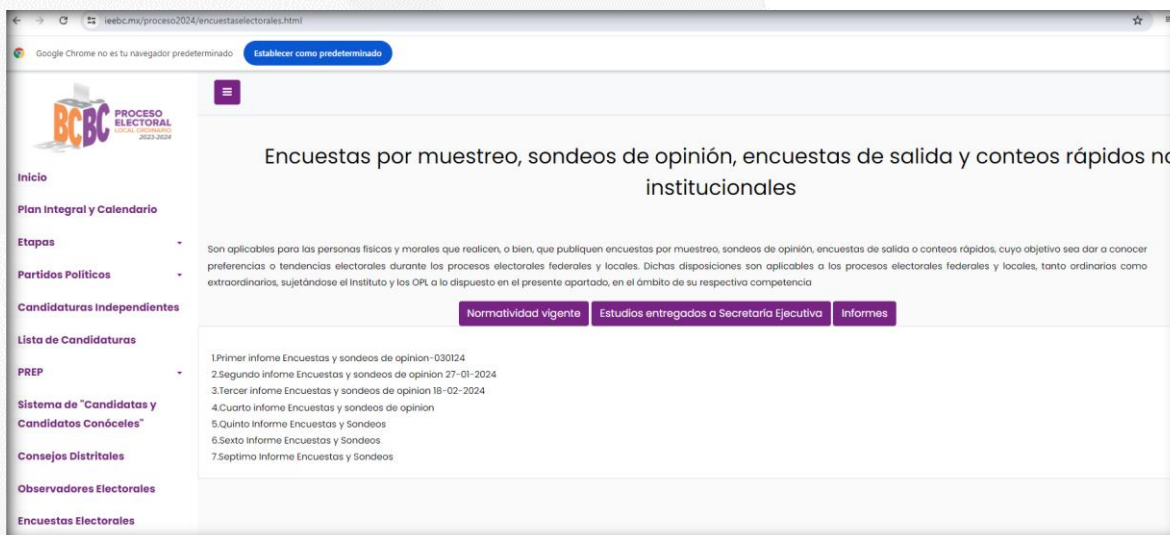 ieebc.mx/proceso2024/encuestaselectorales.html
Google Chrome no es tu navegador predeterminado
Establecer como predeterminado
BCBC PROCESO
ELECTORAL
LOCAL ORDINARIO
2023-2024
Inicio
Plan Integral y Calendario
Etapas
Partidos Políticos
Candidaturas Independientes
Lista de Candidaturas
PREP
Sistema de "Candidatas y
Candidatos Conóceles"
Consejos Distritales
Observadores Electorales
Encuestas Electorales
Encuestas por muestreo, sondeos de opinión, encuestas de salida y conteos rápidos no
institucionales
Son aplicables para las personas físicas y morales que realicen, o bien, que publiquen encuestas por muestreo, sondeos de opinión, encuestas de salida o conteos rápidos, cuyo objetivo sea dar a conocer
preferencias o tendencias electorales durante los procesos electorales federales y locales. Dichas disposiciones son aplicables a los procesos electorales federales y locales, tanto ordinarios como
extraordinarios, sujetándose el Instituto y los OPL a lo dispuesto en el presente apartado, en el ámbito de su respectiva competencia
Normatividad vigente
Estudios entregados a Secretaría Ejecutiva
Informes
1.Primer infome Encuestas y sondeos de opinion-030124
2.Segundo infome Encuestas y sondeos de opinion 27-01-2024
3.Tercer infome Encuestas y sondeos de opinion 18-02-2024
4.Cuarto infome Encuestas y sondeos de opinion
5.Quinto Informe Encuestas y Sondeos
6.Sexto Informe Encuestas y Sondeos
7.Septimo Informe Encuestas y Sondeos